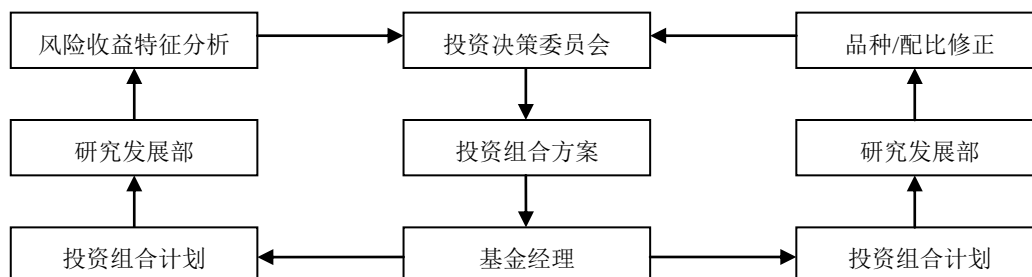 风险收益特征分析
投资决策委员会
品种/配比修正
研究发展部
投资组合方案
研究发展部
投资组合计划
基金经理
投资组合计划